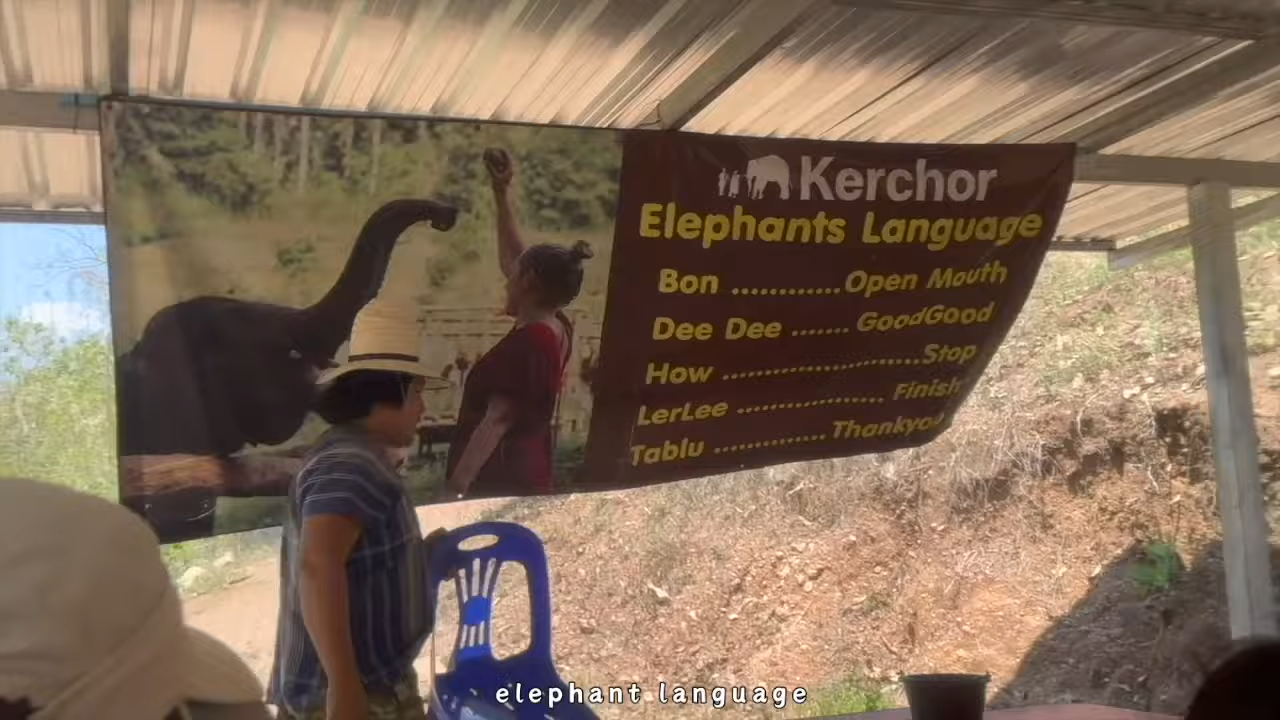 Kerchor
Elephants Language
Bon ............Open Mouth
Dee Dee ....... GoodGood
How .......................Stop
LerLee ................. Finish
Tablu ............. Thankyou
elephant language